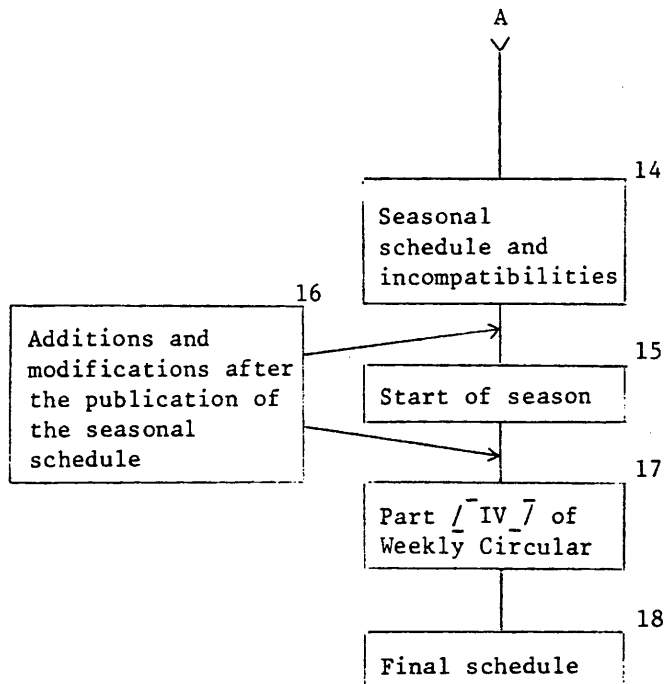 A
14
Seasonal
schedule and
incompatibilities
16
Additions and
modifications after
the publication of
the seasonal
schedule
15
Start of season
17
Part /¯IV_/ of
Weekly Circular
18
Final schedule